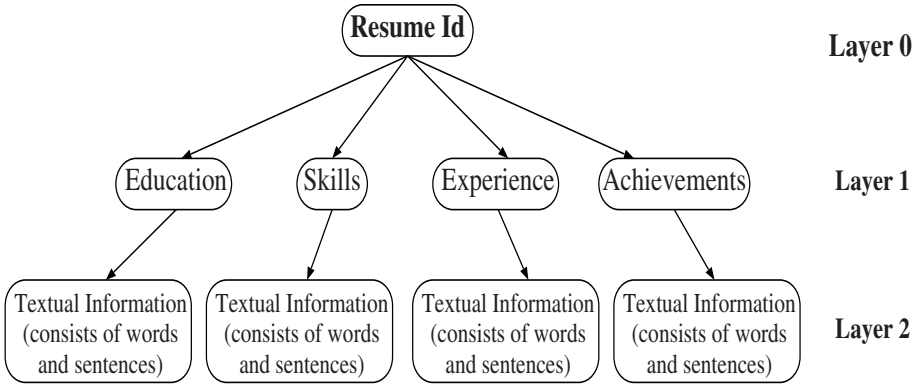 Resume Id
Layer 0
Education
Skills
Experience
Achievements
Layer 1
Textual Information
(consists of words
and sentences)
Textual Information
(consists of words
and sentences)
Textual Information
(consists of words
and sentences)
Textual Information
(consists of words
and sentences)
Layer 2